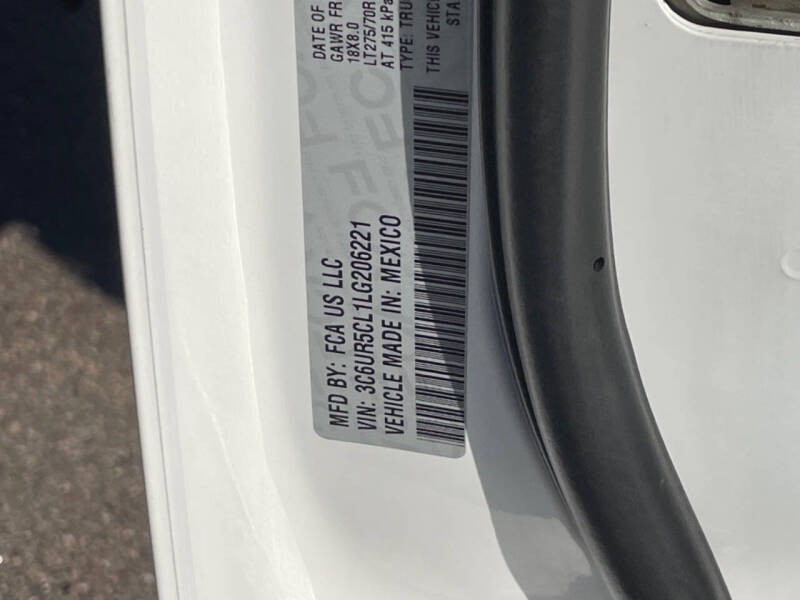 MFD BY: FCA US LLC
VIN: 3C6UR5CL1LG206221
VEHICLE MADE IN: MEXICO
DATE OF
GAWR FR
18X8.0
LT275/70R
AT 415 kPa
TYPE: TRU
THIS VEHIC
STA